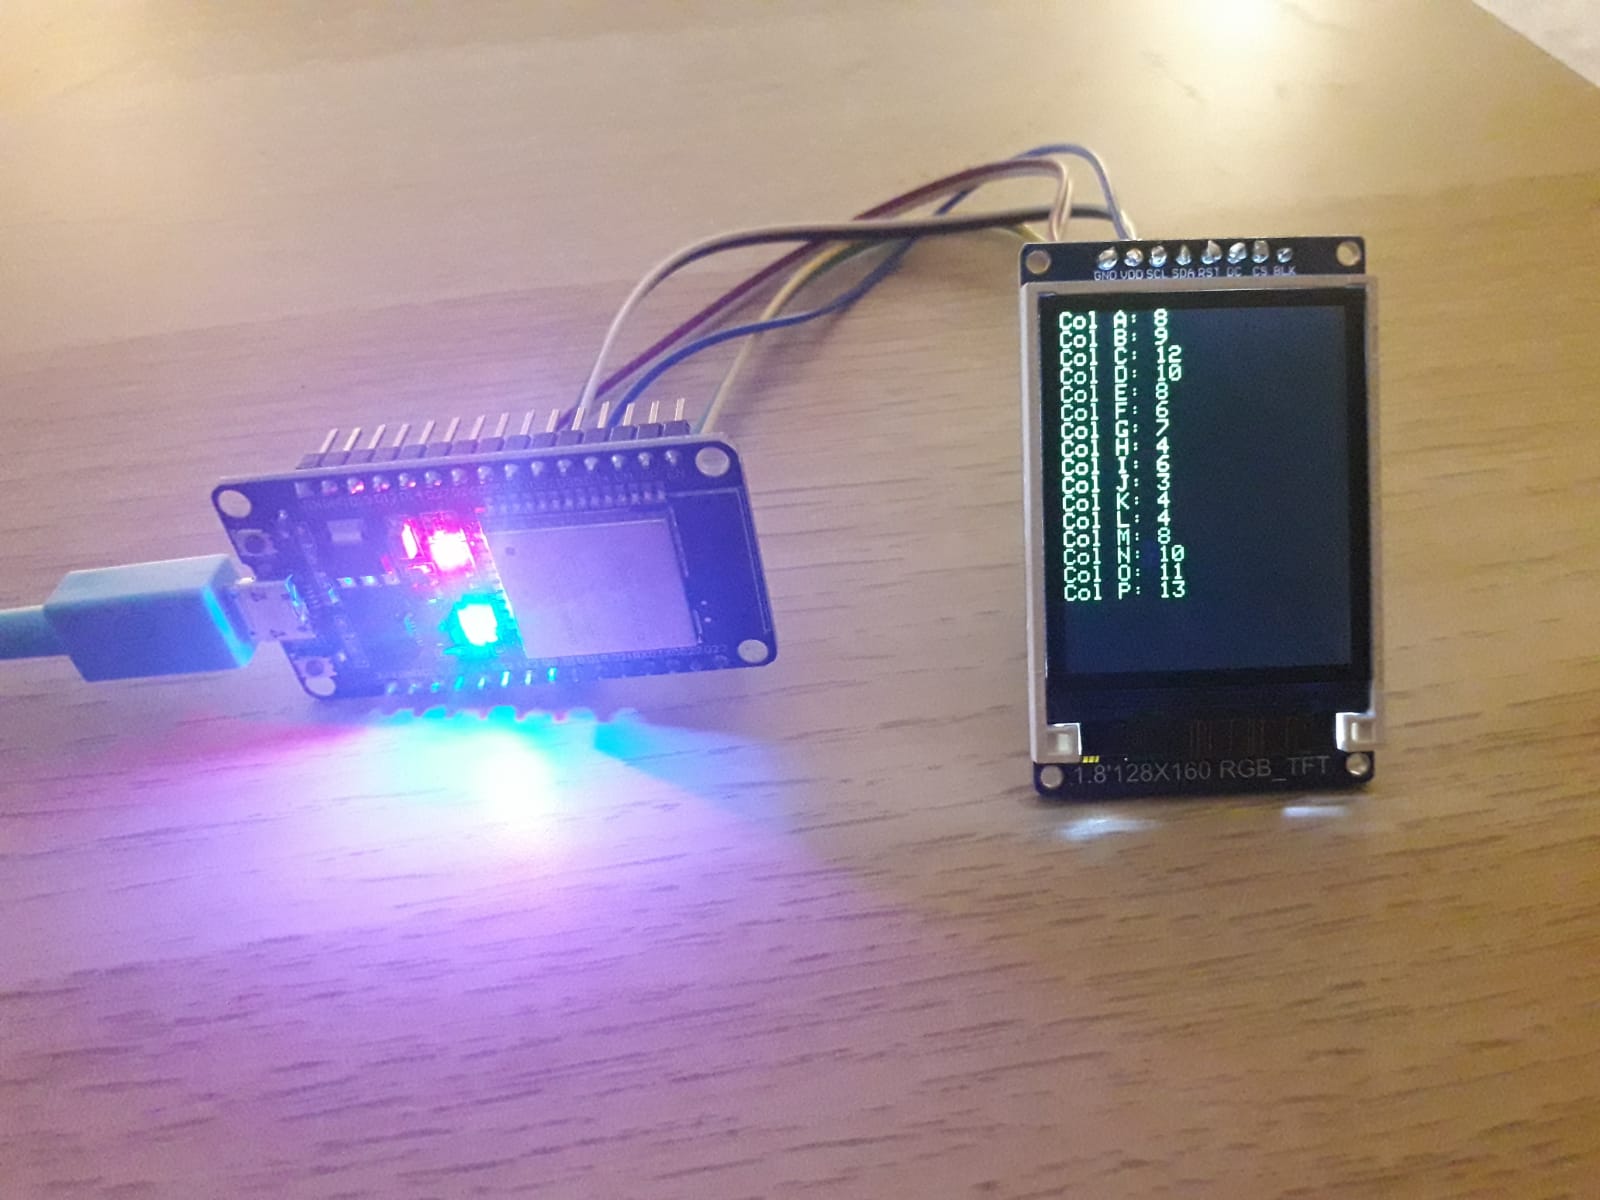 GND VDD SCL SDA RST DC CS BLK
Col A: 8
Col B: 9
Col C: 12
Col D: 10
Col E: 8
Col F: 6
Col G: 7
Col H: 4
Col I: 6
Col J: 3
Col K: 4
Col L: 4
Col M: 8
Col N: 10
Col O: 11
Col P: 13
1.8'128X160 RGB_TFT